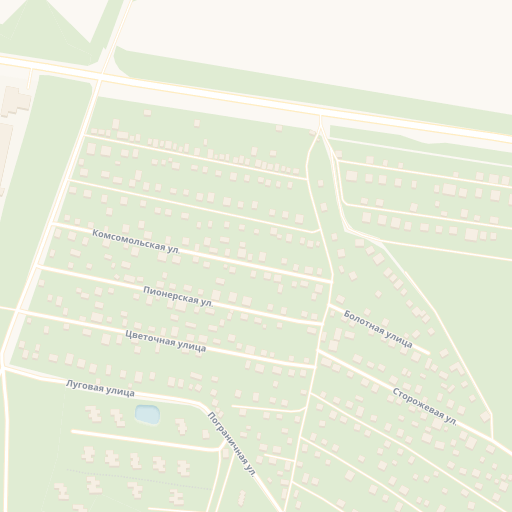 Комсомольская ул.
Пионерская ул.
Болотная улица
Цветочная улица
Луговая улица
Сторожевая ул.
Пограничная ул.